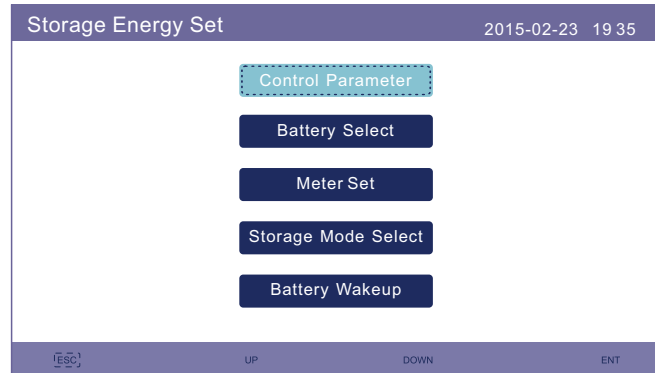 Storage Energy Set 2015-02-23 19 35
Control Parameter
Battery Select
Meter Set
Storage Mode Select
Battery Wakeup
ESC UP DOWN ENT